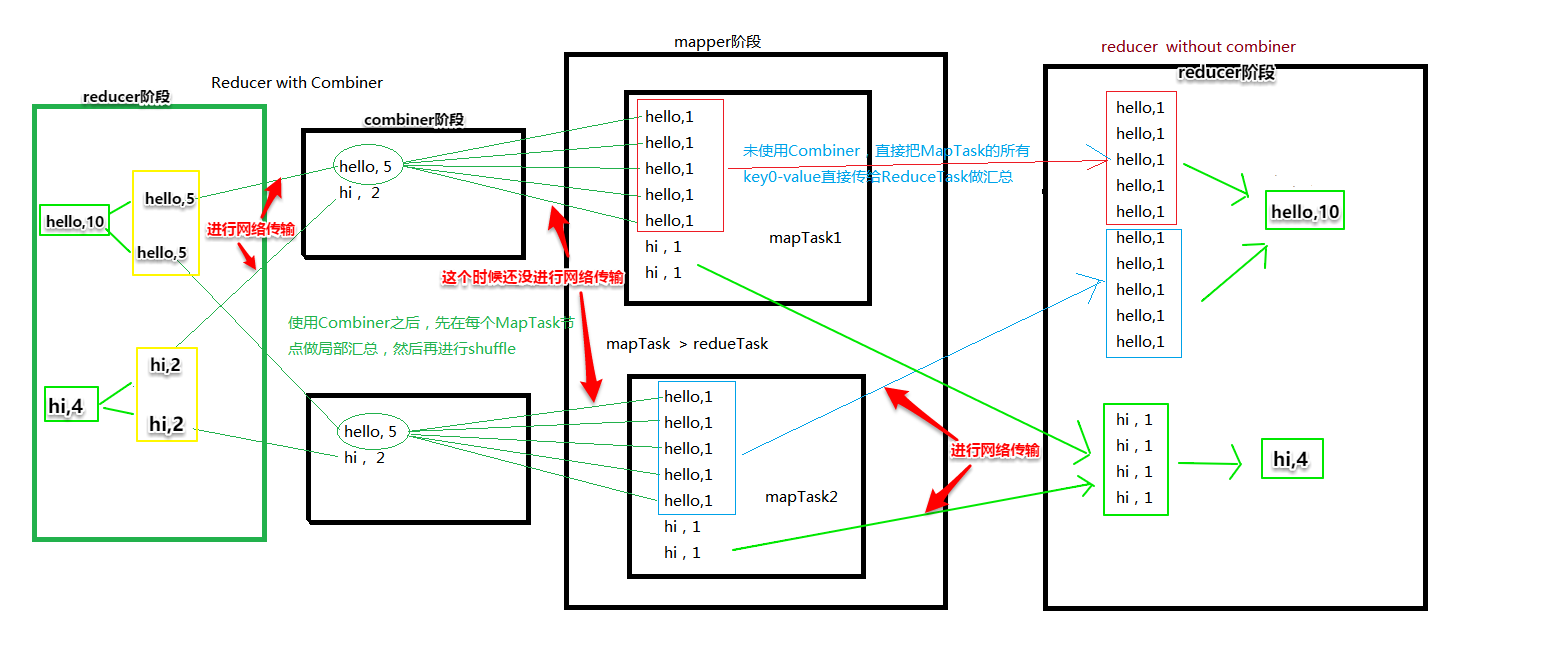 mapper阶段
reducer without combiner
Reducer with Combiner
reducer阶段
hello,10
hello,5
hello,5
hi,4
hi,2
hi,2
进行网络传输
combiner阶段
hello, 5
hi , 2
使用Combiner之后，先在每个MapTask节
点做局部汇总，然后再进行shuffle
hello, 5
hi , 2
这个时候还没进行网络传输
hello,1
hello,1
hello,1
hello,1
hello,1
hi , 1
hi , 1
mapTask1
mapTask > redueTask
hello,1
hello,1
hello,1
hello,1
hello,1
hi , 1
hi , 1
mapTask2
未使用Combiner，直接把MapTask的所有
key0-value直接传给ReduceTask做汇总
进行网络传输
reducer阶段
hello,1
hello,1
hello,1
hello,1
hello,1
hello,1
hello,1
hello,1
hello,1
hello,1
hello,10
hi , 1
hi , 1
hi , 1
hi , 1
hi,4